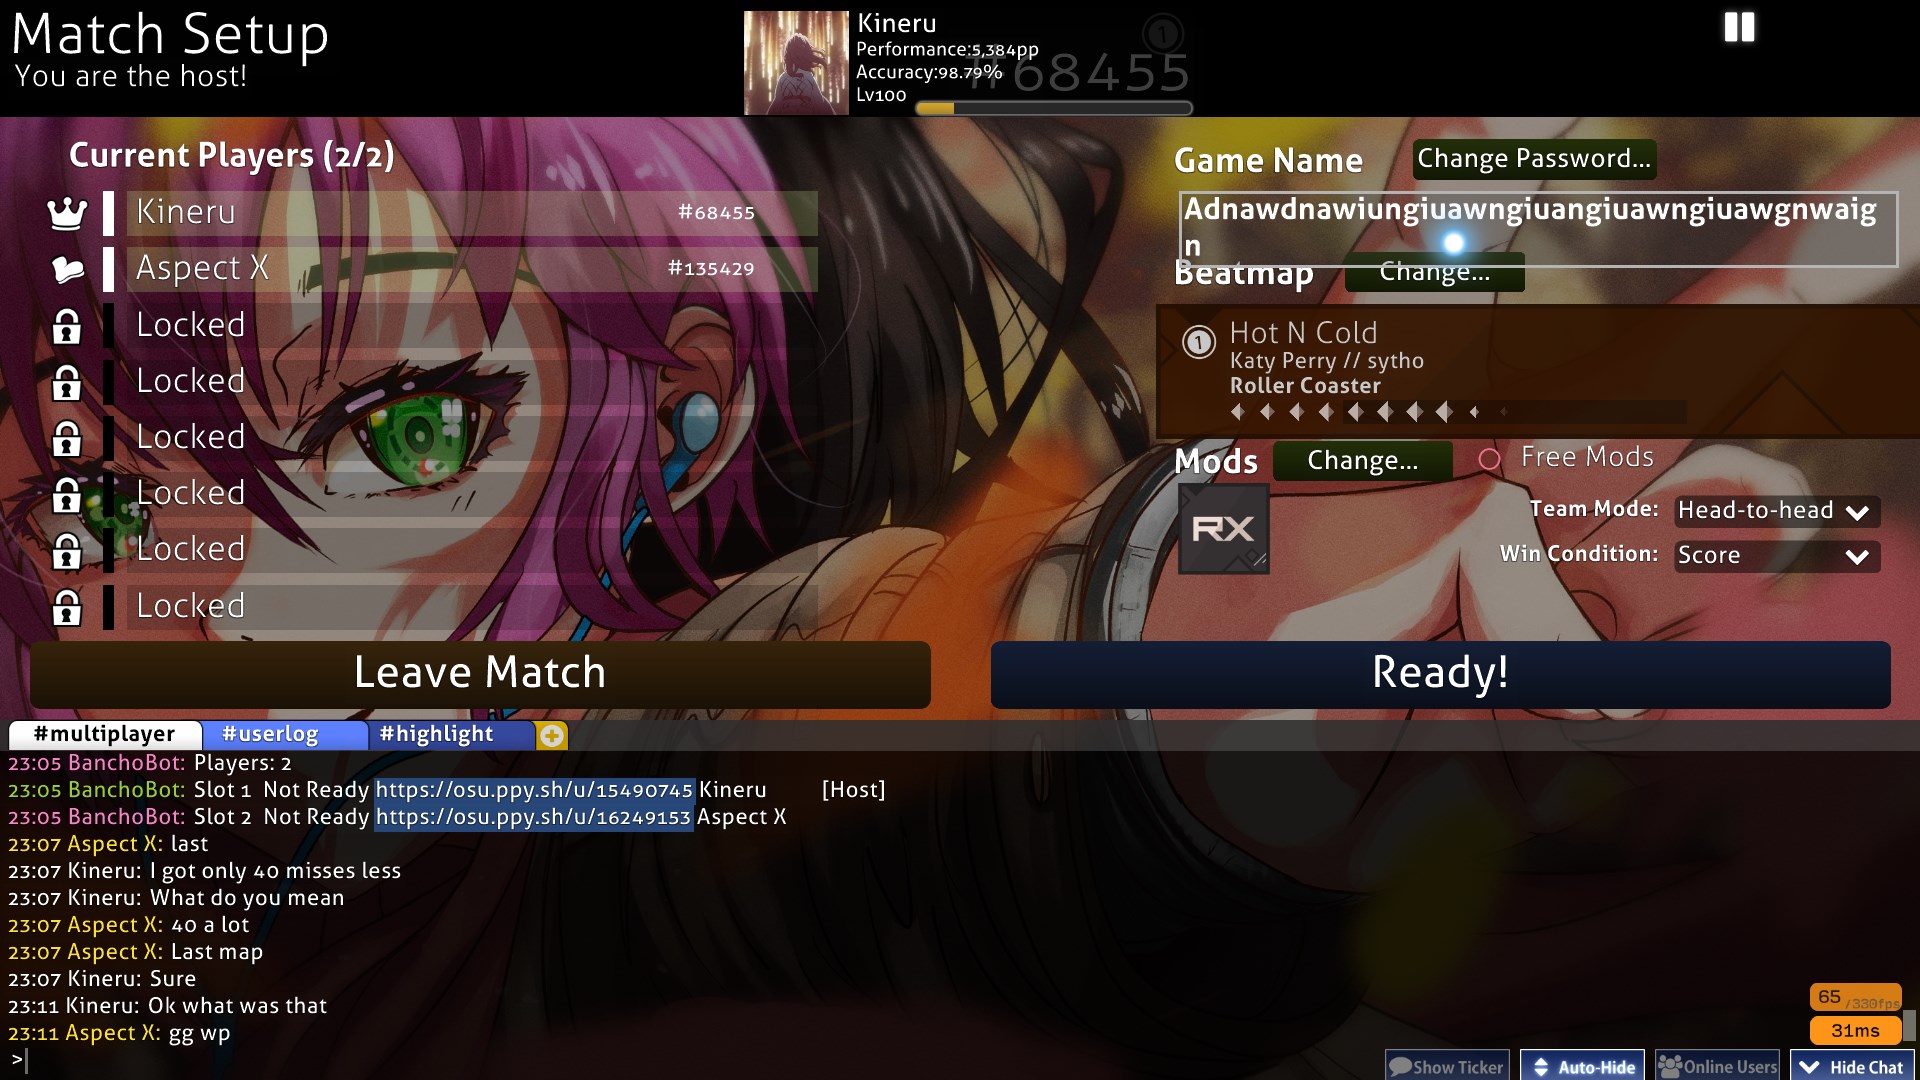 Match Setup
You are the host!
Kineru
Performance:5,384pp
Accuracy:98.79%
Lv100
#68455
1
Current Players (2/2)
Kineru #68455
Aspect X #135429
Locked
Locked
Locked
Locked
Locked
Locked
Game Name Change Password...
Adnawdnawiungiuawngiuangiuawngiuawgnwaig
n
Beatmap Change...
1
Hot N Cold
Katy Perry // sytho
Roller Coaster
Mods Change... Free Mods
RX
Team Mode: Head-to-head
Win Condition: Score
Leave Match Ready!
#multiplayer #userlog #highlight
23:05 BanchoBot: Players: 2
23:05 BanchoBot: Slot 1 Not Ready https://osu.ppy.sh/u/15490745 Kineru [Host]
23:05 BanchoBot: Slot 2 Not Ready https://osu.ppy.sh/u/16249153 Aspect X
23:07 Aspect X: last
23:07 Kineru: I got only 40 misses less
23:07 Kineru: What do you mean
23:07 Aspect X: 40 a lot
23:07 Aspect X: Last map
23:07 Kineru: Sure
23:11 Kineru: Ok what was that
23:11 Aspect X: gg wp
>
65 /330fps
31ms
Show Ticker Auto-Hide Online Users Hide Chat